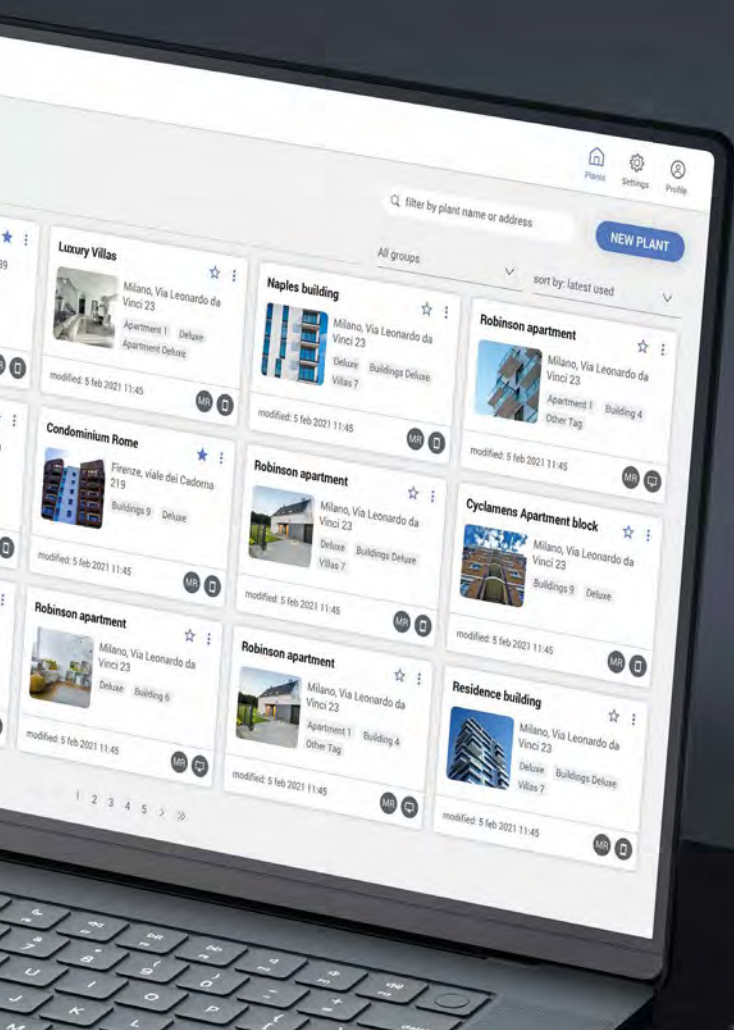 Plants
Settings
Profile
filter by plant name or address
NEW PLANT
All groups
sort by: latest used
39
Luxury Villas
Milano, Via Leonardo da
Vinci 23
Apartment 1 Deluxe
Apartment Deluxe
modified: 5 feb 2021 11:45
MR
Naples building
Milano, Via Leonardo da
Vinci 23
Deluxe Buildings Deluxe
Villas 7
modified: 5 feb 2021 11:45
MR
Robinson apartment
Milano, Via Leonardo da
Vinci 23
Apartment 1 Building 4
Other Tag
modified: 5 feb 2021 11:45
MR
Condominium Rome
Firenze, viale dei Cadorna
219
Buildings 9 Deluxe
modified: 5 feb 2021 11:45
MR
Robinson apartment
Milano, Via Leonardo da
Vinci 23
Deluxe Buildings Deluxe
Villas 7
modified: 5 feb 2021 11:45
MR
Cyclamens Apartment block
Milano, Via Leonardo da
Vinci 23
Buildings 9 Deluxe
modified: 5 feb 2021 11:45
MR
Robinson apartment
Milano, Via Leonardo da
Vinci 23
Deluxe Building 6
modified: 5 feb 2021 11:45
MR
Robinson apartment
Milano, Via Leonardo da
Vinci 23
Apartment 1 Building 4
Other Tag
modified: 5 feb 2021 11:45
MR
Residence building
Milano, Via Leonardo da
Vinci 23
Deluxe Buildings Deluxe
Villas 7
modified: 5 feb 2021 11:45
MR
1 2 3 4 5 > >>
7 8 9 0
U I O P
J K L